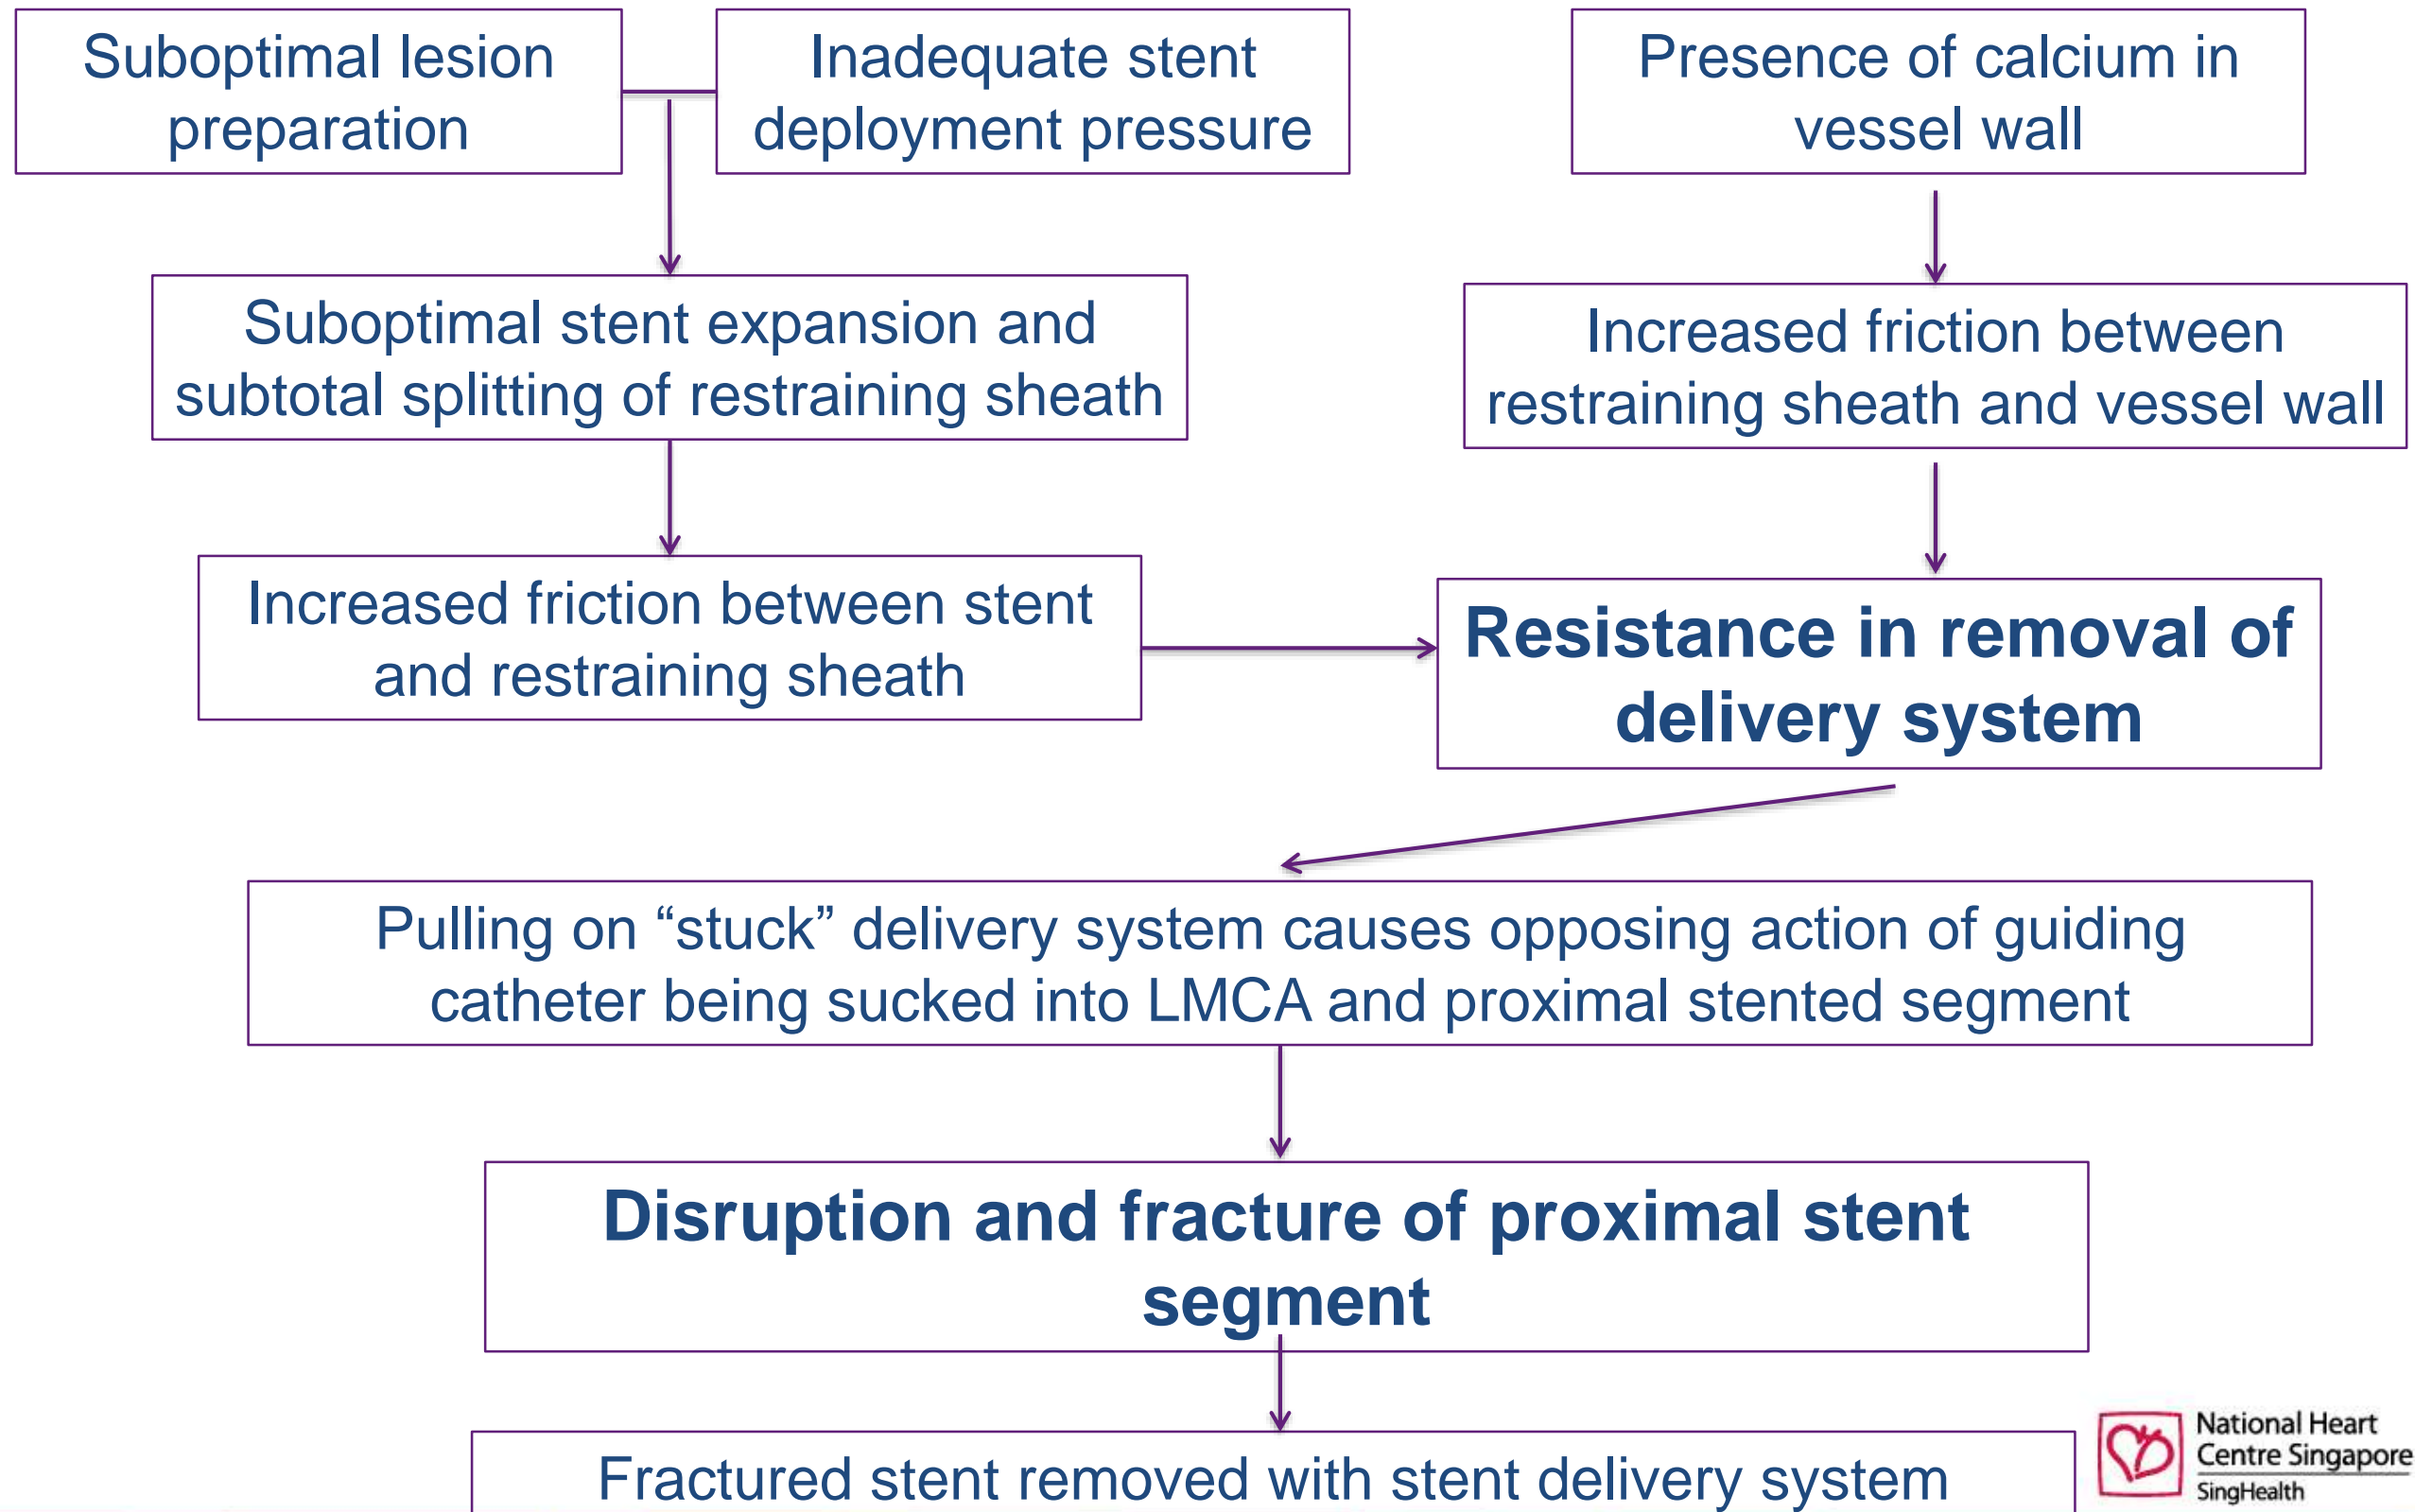 Suboptimal lesion
preparation
Inadequate stent
deployment pressure
Presence of calcium in
vessel wall
Suboptimal stent expansion and
subtotal splitting of restraining sheath
Increased friction between
restraining sheath and vessel wall
Increased friction between stent
and restraining sheath
Resistance in removal of
delivery system
Pulling on “stuck” delivery system causes opposing action of guiding
catheter being sucked into LMCA and proximal stented segment
Disruption and fracture of proximal stent
segment
Fractured stent removed with stent delivery system
National Heart
Centre Singapore
SingHealth